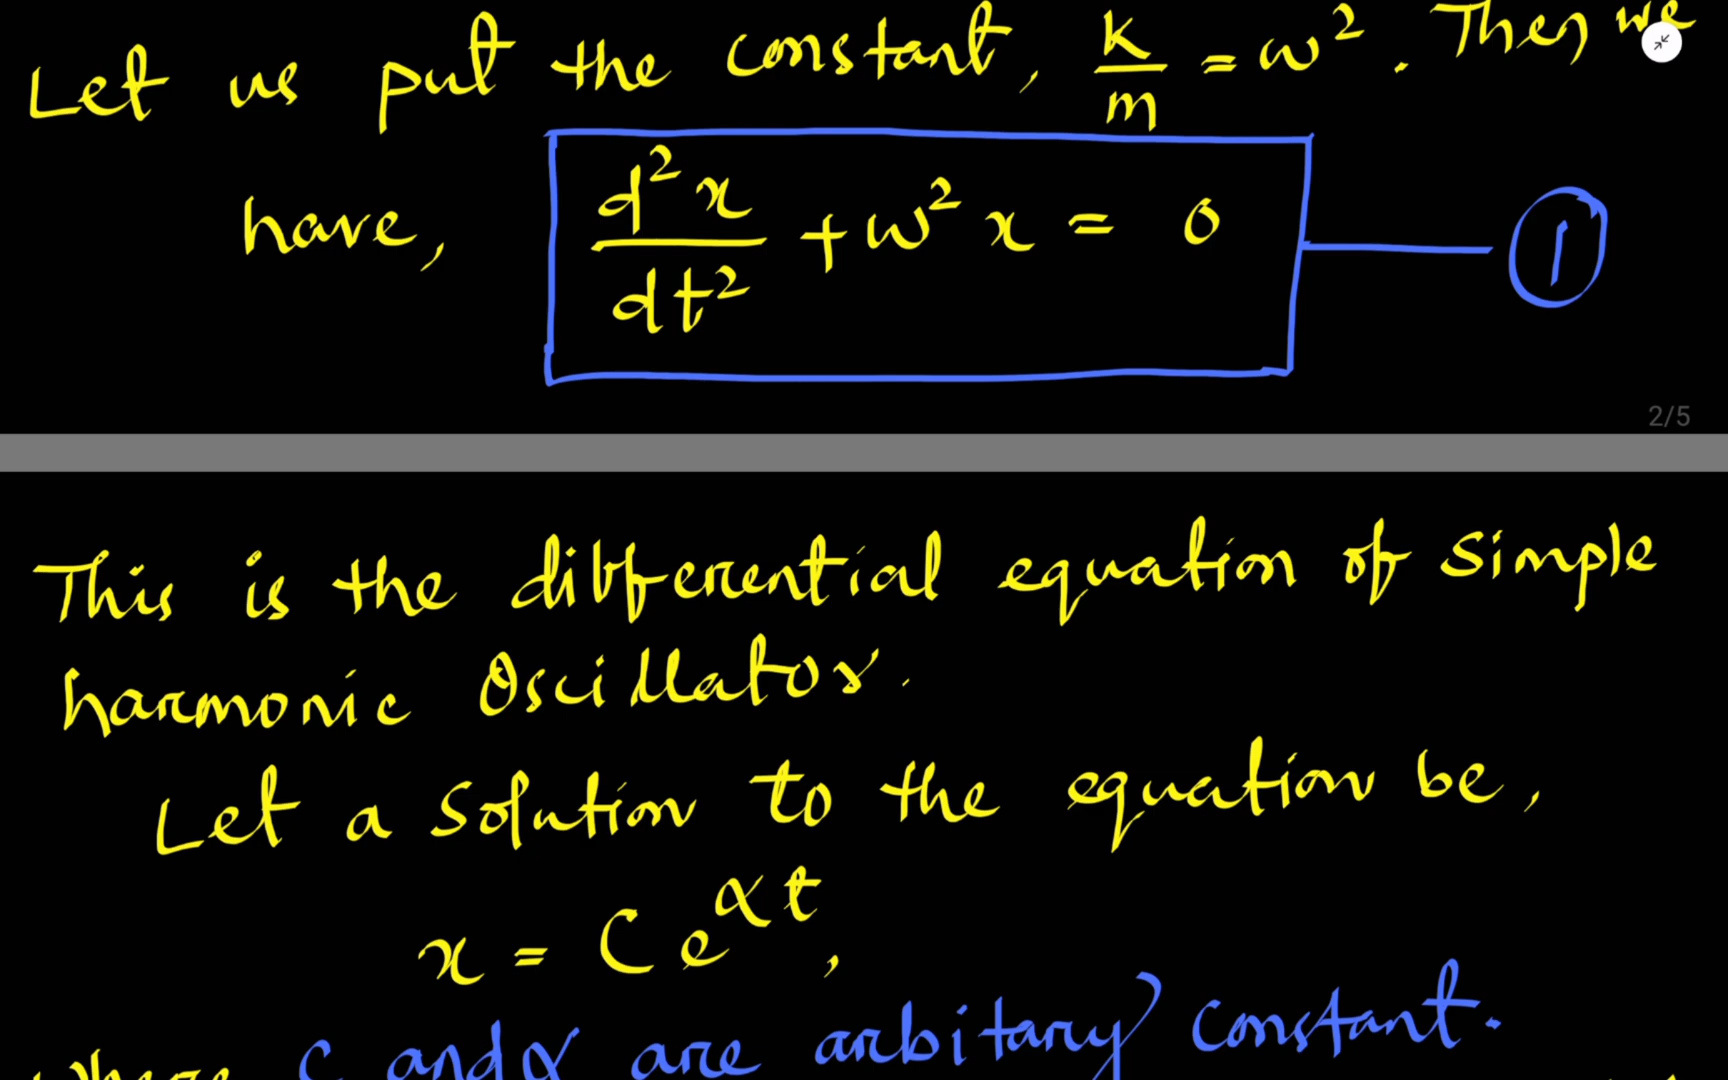 Let us put the constant, k/m = ω². Then we
have, d²x/dt² + ω²x = 0 ①
2/5
This is the differential equation of simple
harmonic Oscillator.
Let a solution to the equation be,
x = C e^αt,
where C and α are arbitary constant.